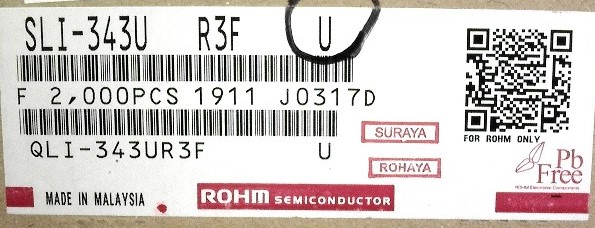 SLI-343U R3F U
F 2,000PCS 1911 J0317D
SURAYA
FOR ROHM ONLY
QLI-343UR3F U
ROHAYA
Pb
Free
MADE IN MALAYSIA
ROHM SEMICONDUCTOR